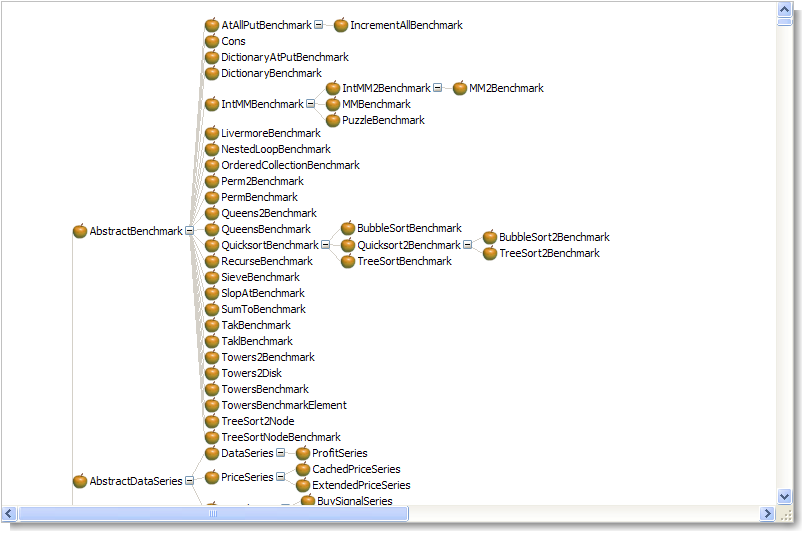 AtAllPutBenchmark IncrementAllBenchmark
Cons
DictionaryAtPutBenchmark
DictionaryBenchmark
IntMM2Benchmark MM2Benchmark
IntMMBenchmark MMBenchmark
PuzzleBenchmark
LivermoreBenchmark
NestedLoopBenchmark
OrderedCollectionBenchmark
Perm2Benchmark
PermBenchmark
Queens2Benchmark
AbstractBenchmark QueensBenchmark BubbleSortBenchmark
QuicksortBenchmark Quicksort2Benchmark BubbleSort2Benchmark
RecurseBenchmark TreeSortBenchmark TreeSort2Benchmark
SieveBenchmark
SlopAtBenchmark
SumToBenchmark
TakBenchmark
TaklBenchmark
Towers2Benchmark
Towers2Disk
TowersBenchmark
TowersBenchmarkElement
TreeSort2Node
TreeSortNodeBenchmark
DataSeries ProfitSeries
CachedPriceSeries
AbstractDataSeries PriceSeries
ExtendedPriceSeries
BuySignalSeries